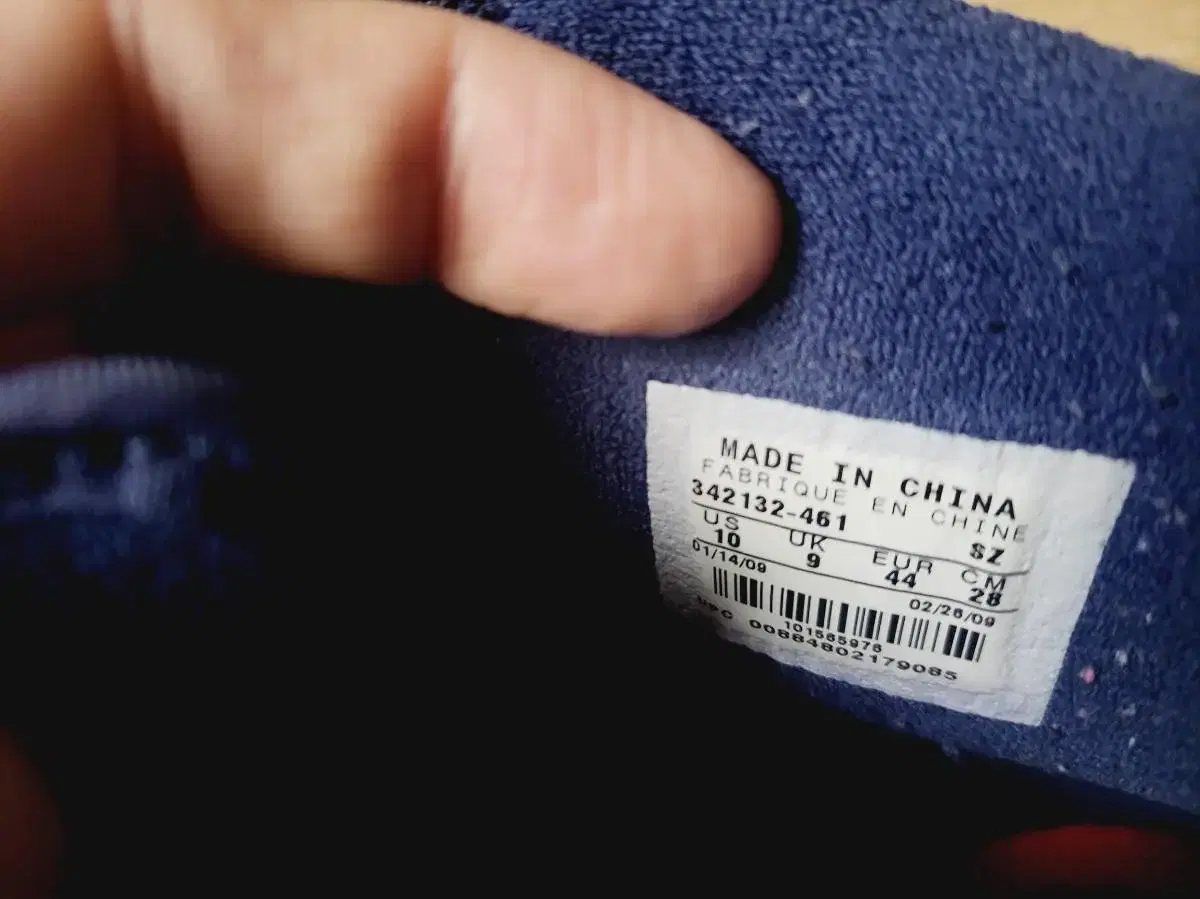 MADE IN CHINA
FABRIQUE EN CHINE
342132-461 SZ
US UK EUR CM
10 9 44 28
01/14/09 02/26/09
101565976
UPC 00884802179085